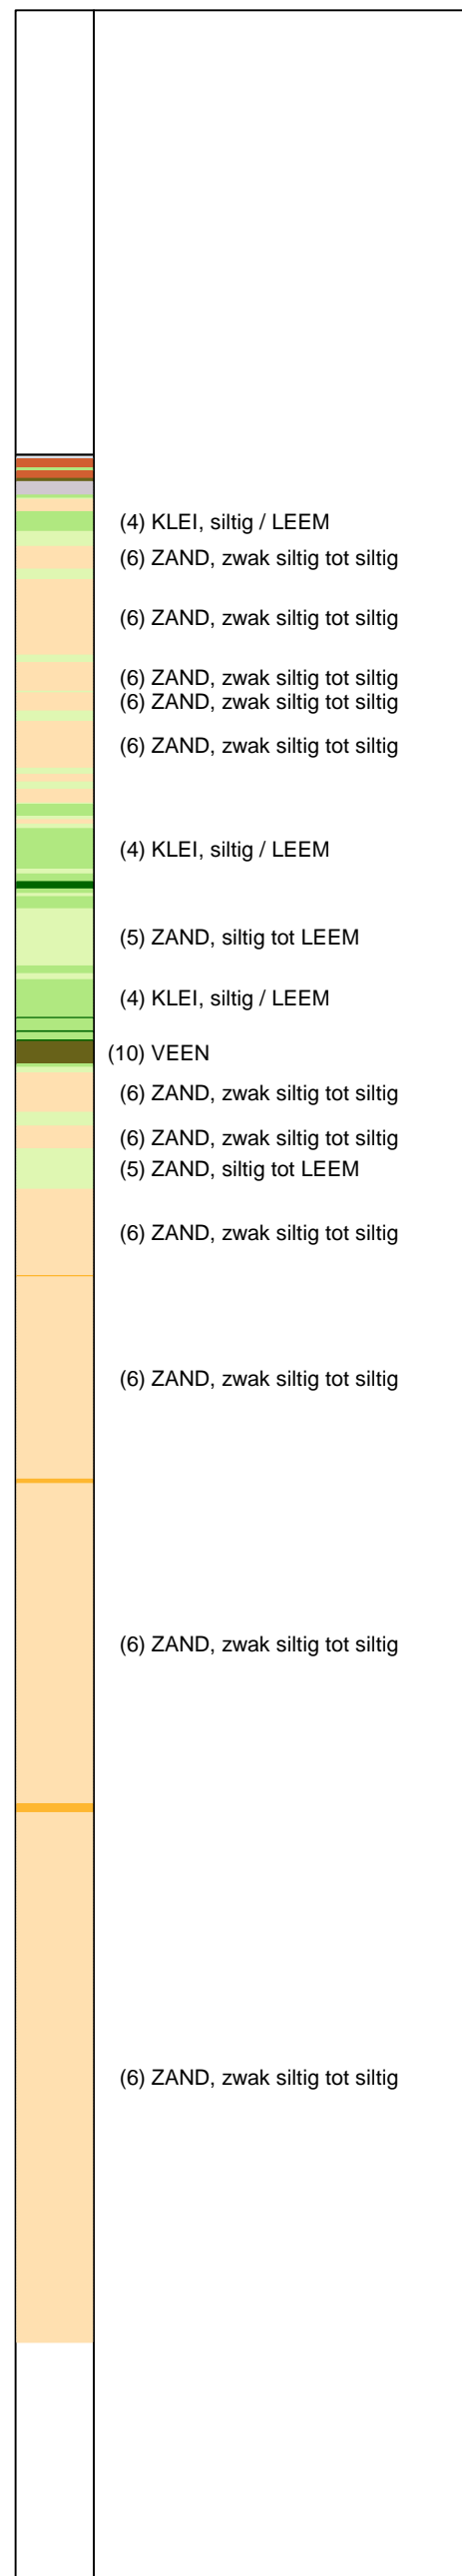 (4) KLEI, siltig / LEEM
(6) ZAND, zwak siltig tot siltig
(6) ZAND, zwak siltig tot siltig
(6) ZAND, zwak siltig tot siltig
(6) ZAND, zwak siltig tot siltig
(6) ZAND, zwak siltig tot siltig
(4) KLEI, siltig / LEEM
(5) ZAND, siltig tot LEEM
(4) KLEI, siltig / LEEM
(10) VEEN
(6) ZAND, zwak siltig tot siltig
(6) ZAND, zwak siltig tot siltig
(5) ZAND, siltig tot LEEM
(6) ZAND, zwak siltig tot siltig
(6) ZAND, zwak siltig tot siltig
(6) ZAND, zwak siltig tot siltig
(6) ZAND, zwak siltig tot siltig